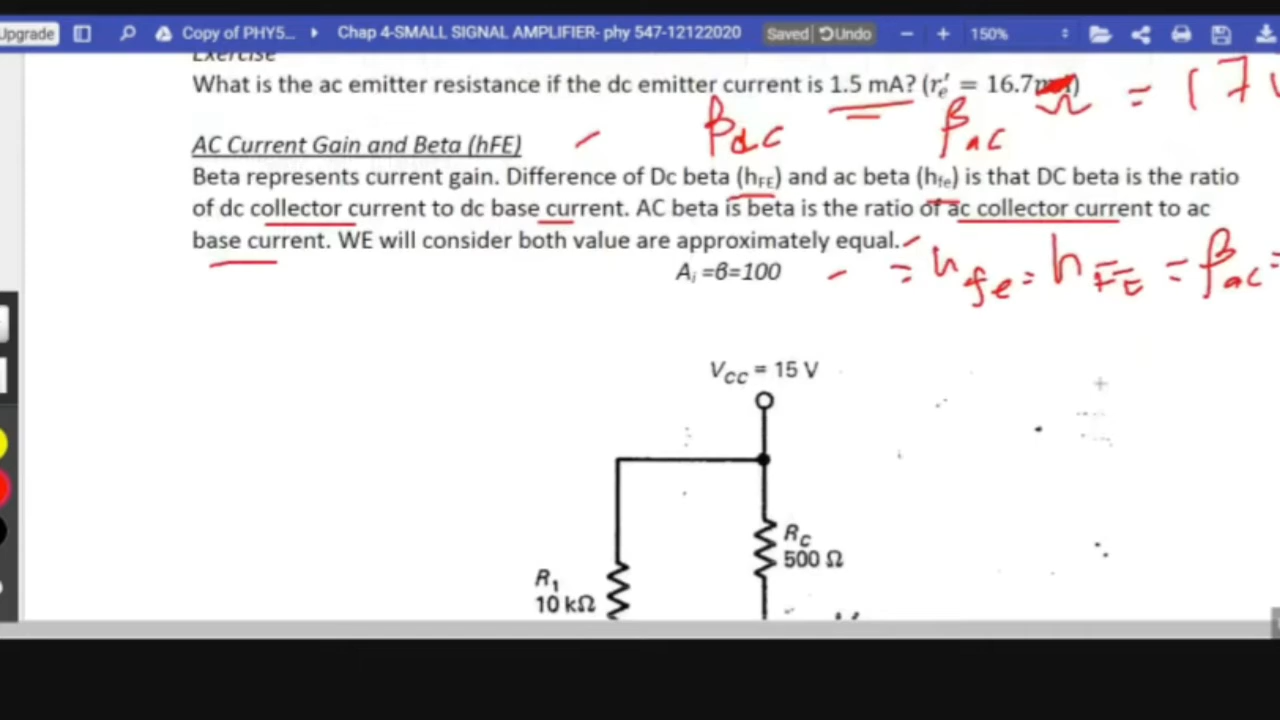 Upgrade Copy of PHY5... Chap 4-SMALL SIGNAL AMPLIFIER- phy 547-12122020 Saved Undo − + 150%
Exercise
What is the ac emitter resistance if the dc emitter current is 1.5 mA? (r'e = 16.7 Ω) = 17
βdc βac
AC Current Gain and Beta (hFE)
Beta represents current gain. Difference of Dc beta (hFE) and ac beta (hfe) is that DC beta is the ratio
of dc collector current to dc base current. AC beta is beta is the ratio of ac collector current to ac
base current. WE will consider both value are approximately equal.
Ai =β=100 = hfe = hFE = βac =
VCC = 15 V
RC
500 Ω
R1
10 kΩ